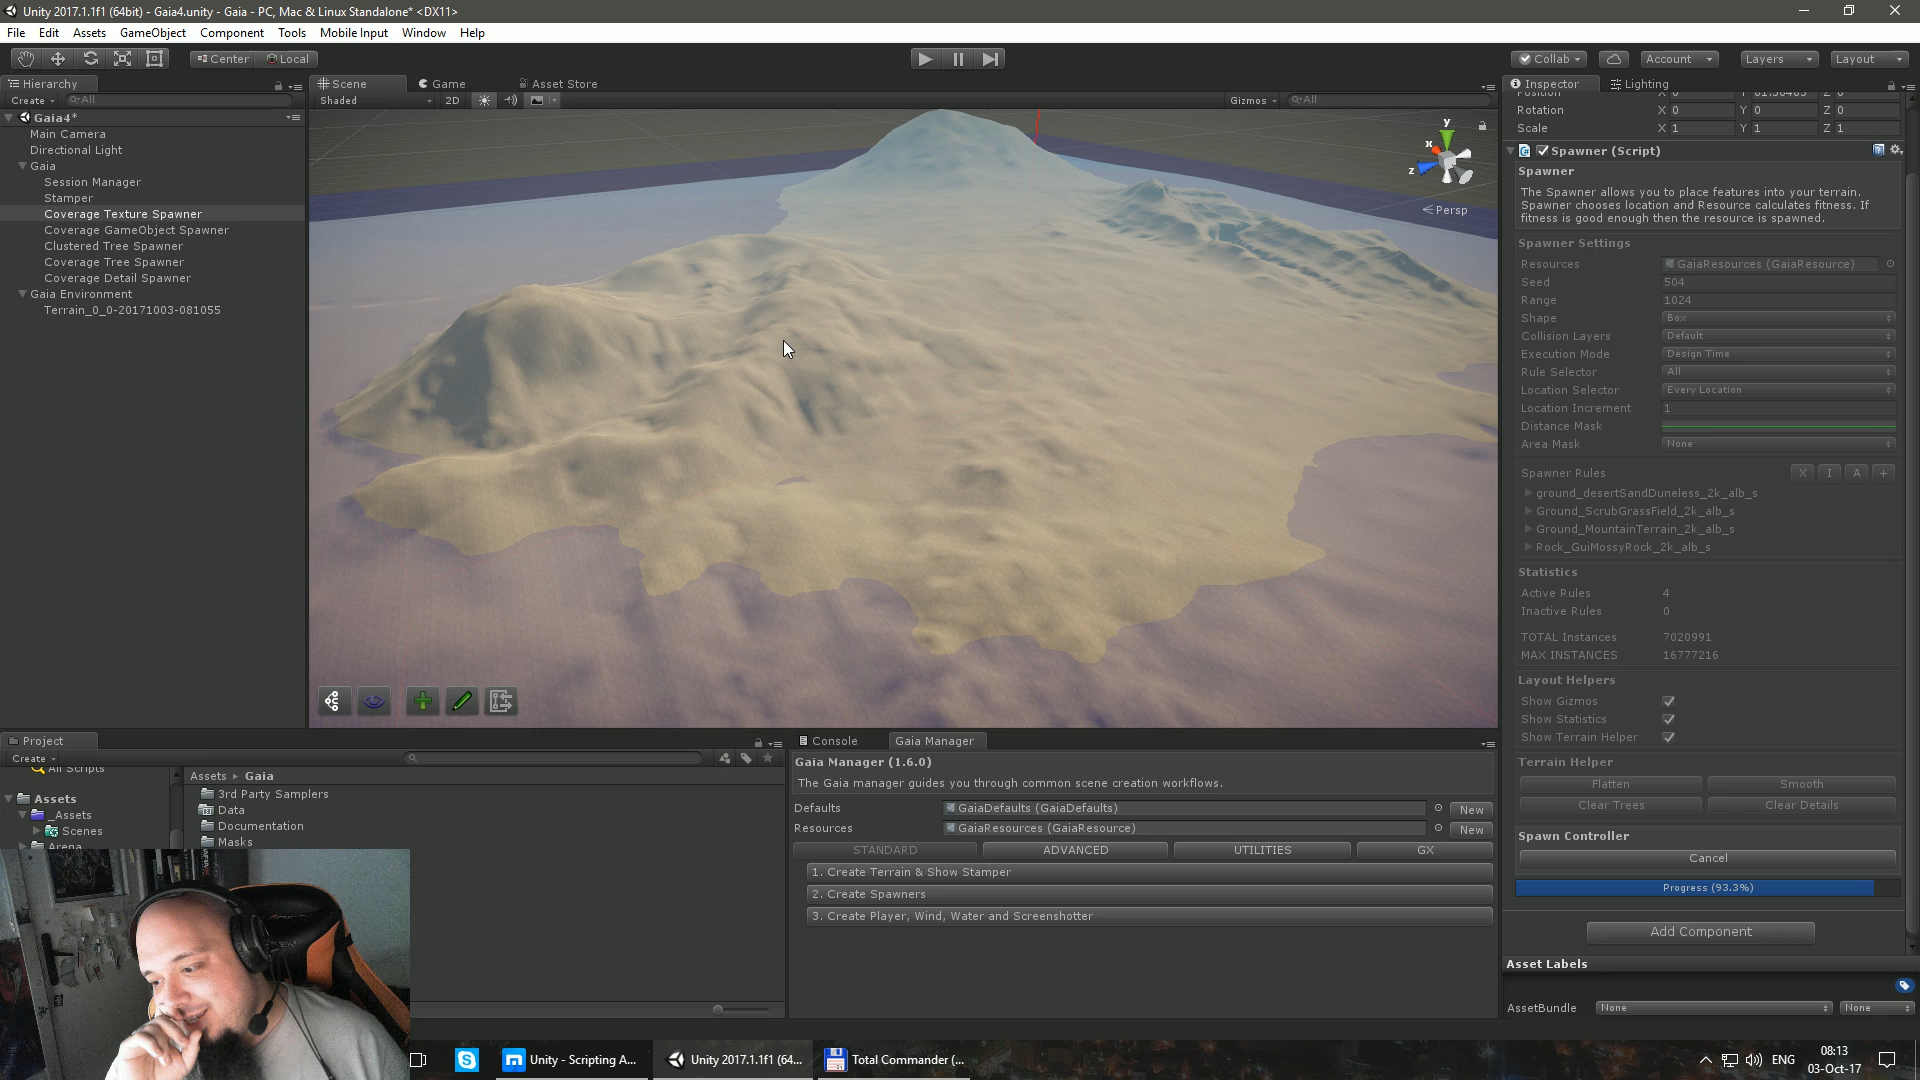 Unity 2017.1.1f1 (64bit) - Gaia4.unity - Gaia - PC, Mac & Linux Standalone* <DX11>
File Edit Assets GameObject Component Tools Mobile Input Window Help
Center Local
Collab Account Layers Layout
Hierarchy
Create All
Gaia4*
Main Camera
Directional Light
Gaia
Session Manager
Stamper
Coverage Texture Spawner
Coverage GameObject Spawner
Clustered Tree Spawner
Coverage Tree Spawner
Coverage Detail Spawner
Gaia Environment
Terrain_0_0-20171003-081055
Scene Game Asset Store
Shaded 2D Gizmos All
y
x
z
Persp
Inspector Lighting
Position X 0 Y 81.36483 Z 0
Rotation X 0 Y 0 Z 0
Scale X 1 Y 1 Z 1
Spawner (Script)
Spawner
The Spawner allows you to place features into your terrain.
Spawner chooses location and Resource calculates fitness. If
fitness is good enough then the resource is spawned.
Spawner Settings
Resources GaiaResources (GaiaResource)
Seed 504
Range 1024
Shape Box
Collision Layers Default
Execution Mode Design Time
Rule Selector All
Location Selector Every Location
Location Increment 1
Distance Mask
Area Mask None
Spawner Rules X I A +
ground_desertSandDuneless_2k_alb_s
Ground_ScrubGrassField_2k_alb_s
Ground_MountainTerrain_2k_alb_s
Rock_GuiMossyRock_2k_alb_s
Statistics
Active Rules 4
Inactive Rules 0
TOTAL Instances 7020991
MAX INSTANCES 16777216
Layout Helpers
Show Gizmos
Show Statistics
Show Terrain Helper
Terrain Helper
Flatten Smooth
Clear Trees Clear Details
Spawn Controller
Cancel
Progress (93.3%)
Add Component
Asset Labels
AssetBundle None None
Project
Create
All Scripts
Assets
_Assets
Scenes
Arena
Assets Gaia
3rd Party Samplers
Data
Documentation
Masks
Console Gaia Manager
Gaia Manager (1.6.0)
The Gaia manager guides you through common scene creation workflows.
Defaults GaiaDefaults (GaiaDefaults) New
Resources GaiaResources (GaiaResource) New
STANDARD ADVANCED UTILITIES GX
1. Create Terrain & Show Stamper
2. Create Spawners
3. Create Player, Wind, Water and Screenshotter
Unity - Scripting A...
Unity 2017.1.1f1 (64...
Total Commander (...
ENG
08:13
03-Oct-17